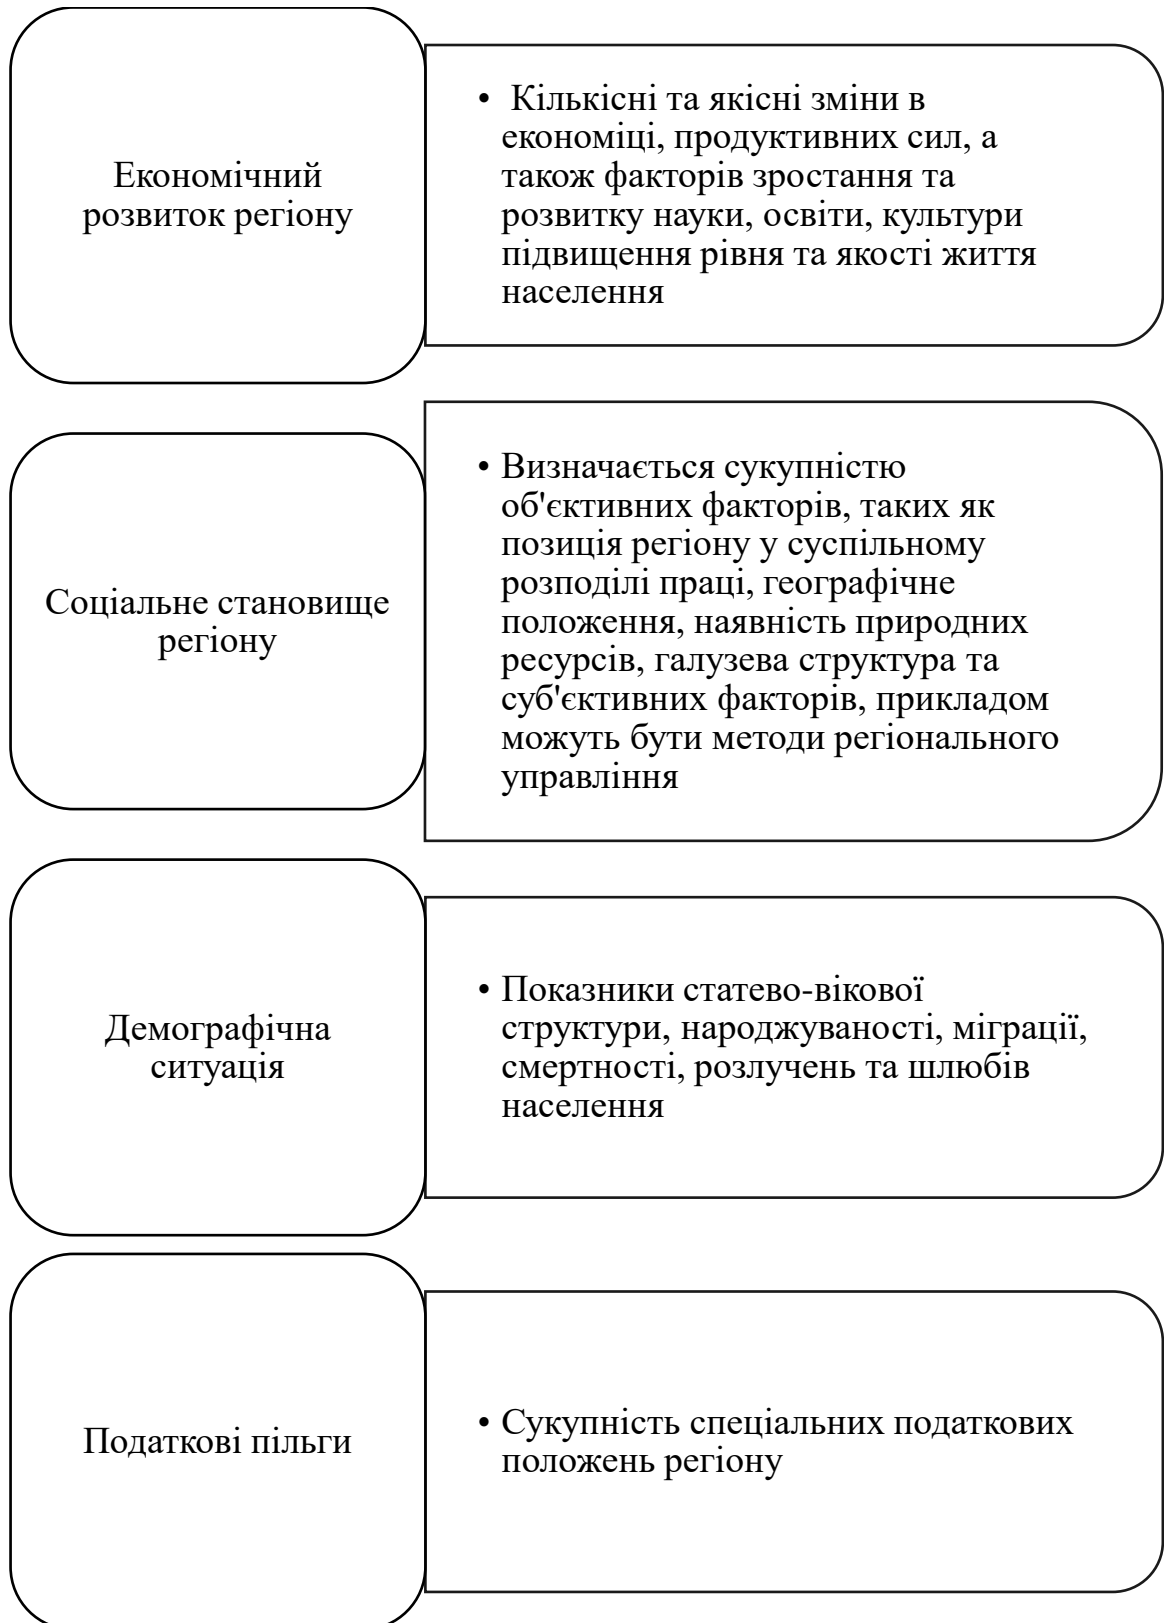 Економічний
розвиток регіону
• Кількісні та якісні зміни в
економіці, продуктивних сил, а
також факторів зростання та
розвитку науки, освіти, культури
підвищення рівня та якості життя
населення
Соціальне становище
регіону
• Визначається сукупністю
об'єктивних факторів, таких як
позиція регіону у суспільному
розподілі праці, географічне
положення, наявність природних
ресурсів, галузева структура та
суб'єктивних факторів, прикладом
можуть бути методи регіонального
управління
Демографічна
ситуація
• Показники статево-вікової
структури, народжуваності, міграції,
смертності, розлучень та шлюбів
населення
Податкові пільги
• Сукупність спеціальних податкових
положень регіону